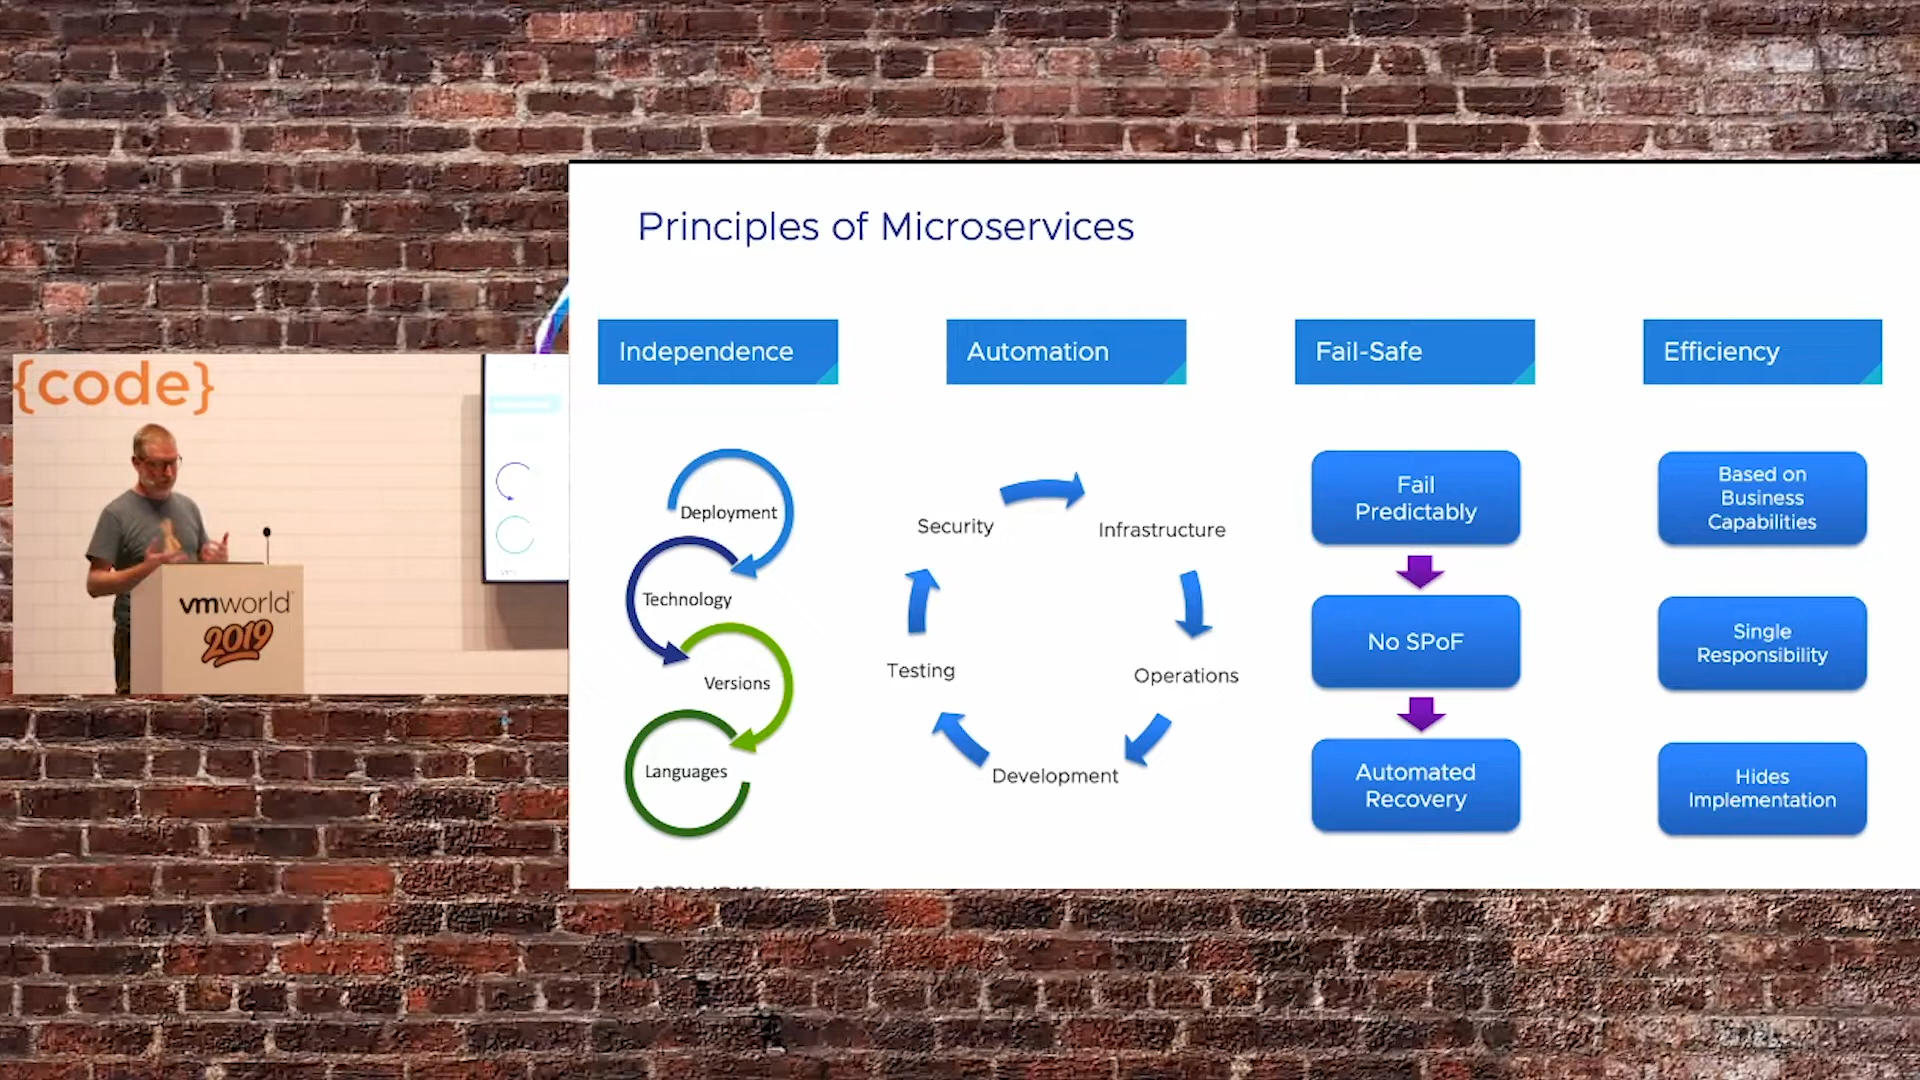 Principles of Microservices
Independence
Automation
Fail-Safe
Efficiency
Deployment
Technology
Versions
Languages
Security
Infrastructure
Operations
Development
Testing
Fail
Predictably
No SPoF
Automated
Recovery
Based on
Business
Capabilities
Single
Responsibility
Hides
Implementation
{code}
vmworld
2019